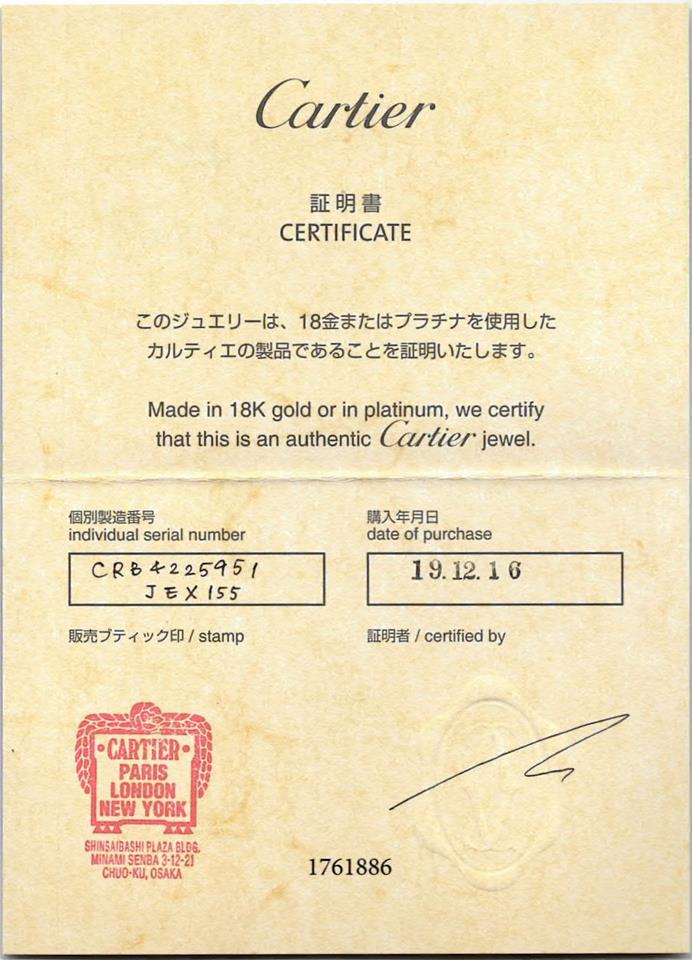 Cartier
証明書
CERTIFICATE
このジュエリーは、18金またはプラチナを使用した
カルティエの製品であることを証明いたします。
Made in 18K gold or in platinum, we certify
that this is an authentic Cartier jewel.
個別製造番号
individual serial number
CRB4225951
JEX155
購入年月日
date of purchase
19.12.16
販売ブティック印 / stamp
証明者 / certified by
·CARTIER·
PARIS
LONDON
NEW YORK
SHINSAIBASHI PLAZA BLDG.
MINAMI SENBA 3-12-21
CHUO-KU, OSAKA
1761886